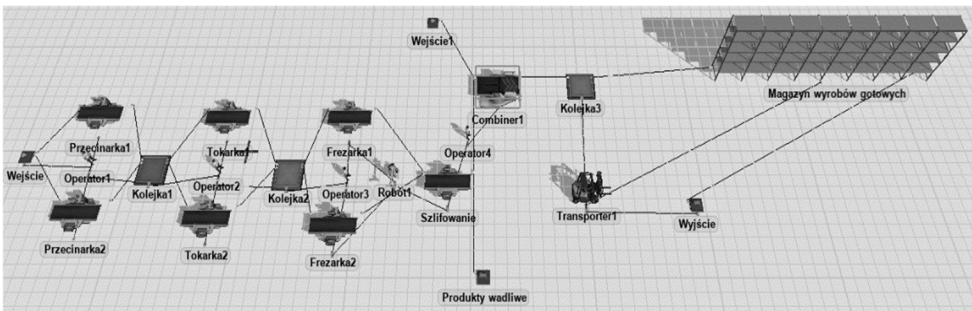 Wejście1
Combiner1
Kolejka3
Magazyn wyrobów gotowych
Przecinarka1
Tokarka1
Frezarka1
Operator4
Wejście
Operator1
Kolejka1
Operator2
Kolejka2
Operator3
Robot1
Szlifowanie
Transporter1
Wyjście
Przecinarka2
Tokarka2
Frezarka2
Produkty wadliwe